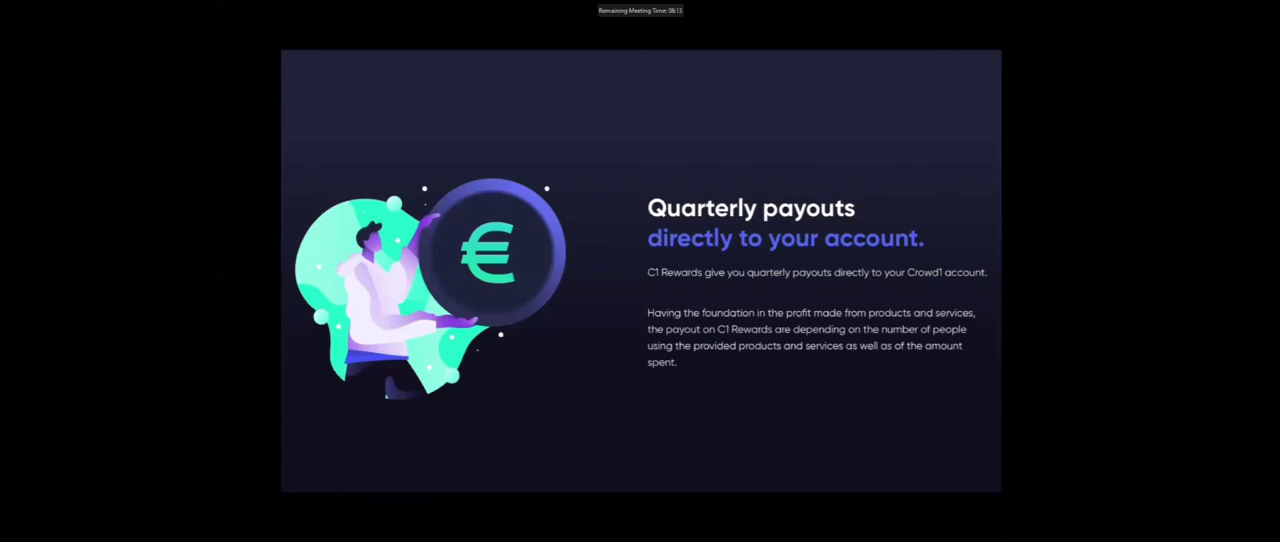 Remaining Meeting Time: 08:13
Quarterly payouts
directly to your account.
C1 Rewards give you quarterly payouts directly to your Crowd1 account.
Having the foundation in the profit made from products and services,
the payout on C1 Rewards are depending on the number of people
using the provided products and services as well as of the amount
spent.
€